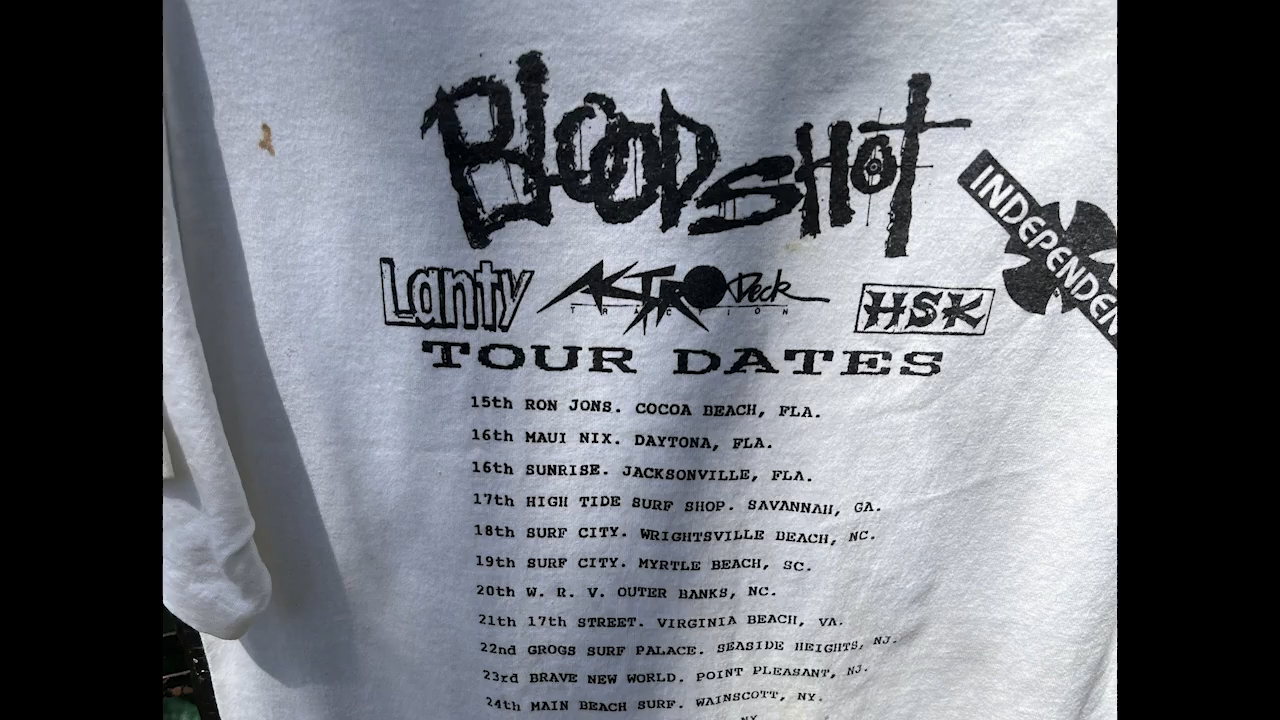 BLOODSHOT
INDEPENDEN
Lanty
ASTRO Deck
TRACTION
HSK
TOUR DATES
15th RON JONS. COCOA BEACH, FLA.
16th MAUI NIX. DAYTONA, FLA.
16th SUNRISE. JACKSONVILLE, FLA.
17th HIGH TIDE SURF SHOP. SAVANNAH, GA.
18th SURF CITY. WRIGHTSVILLE BEACH, NC.
19th SURF CITY. MYRTLE BEACH, SC.
20th W. R. V. OUTER BANKS, NC.
21th 17th STREET. VIRGINIA BEACH, VA.
22nd GROGS SURF PALACE. SEASIDE HEIGHTS, NJ.
23rd BRAVE NEW WORLD. POINT PLEASANT, NJ.
24th MAIN BEACH SURF. WAINSCOTT, NY.
NY